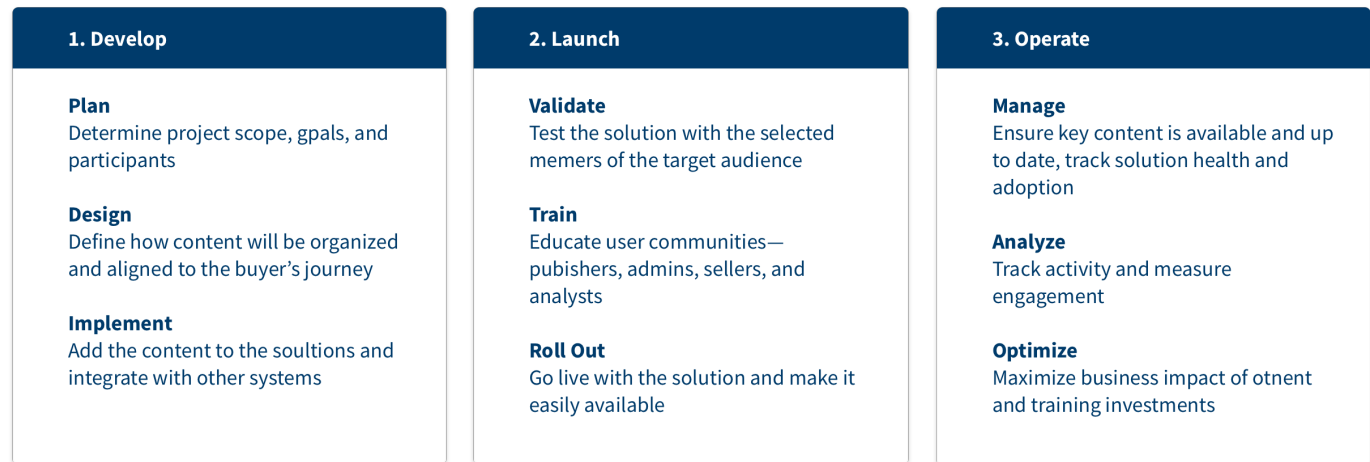 1. Develop
Plan
Determine project scope, gpals, and
participants
Design
Define how content will be organized
and aligned to the buyer’s journey
Implement
Add the content to the soultions and
integrate with other systems
2. Launch
Validate
Test the solution with the selected
memers of the target audience
Train
Educate user communities—
pubishers, admins, sellers, and
analysts
Roll Out
Go live with the solution and make it
easily available
3. Operate
Manage
Ensure key content is available and up
to date, track solution health and
adoption
Analyze
Track activity and measure
engagement
Optimize
Maximize business impact of otnent
and training investments